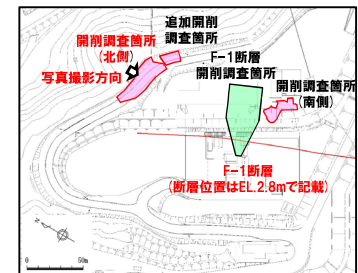 追加開削
調査箇所
開削調査箇所
(北側)
写真撮影方向
F-1断層
開削調査箇所
開削調査箇所
(南側)
F-1断層
(断層位置はEL.2.8mで記載)
N
0 50m